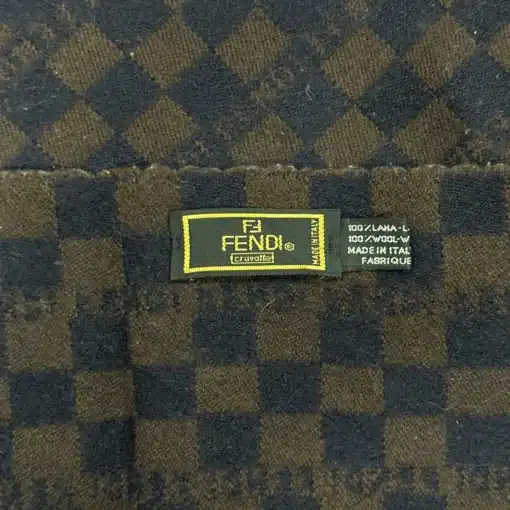 FF
FENDI®
cravatte
MADE IN ITALY
100% LANA-L
100% WOOL-W
MADE IN ITAL
FABRIQUE